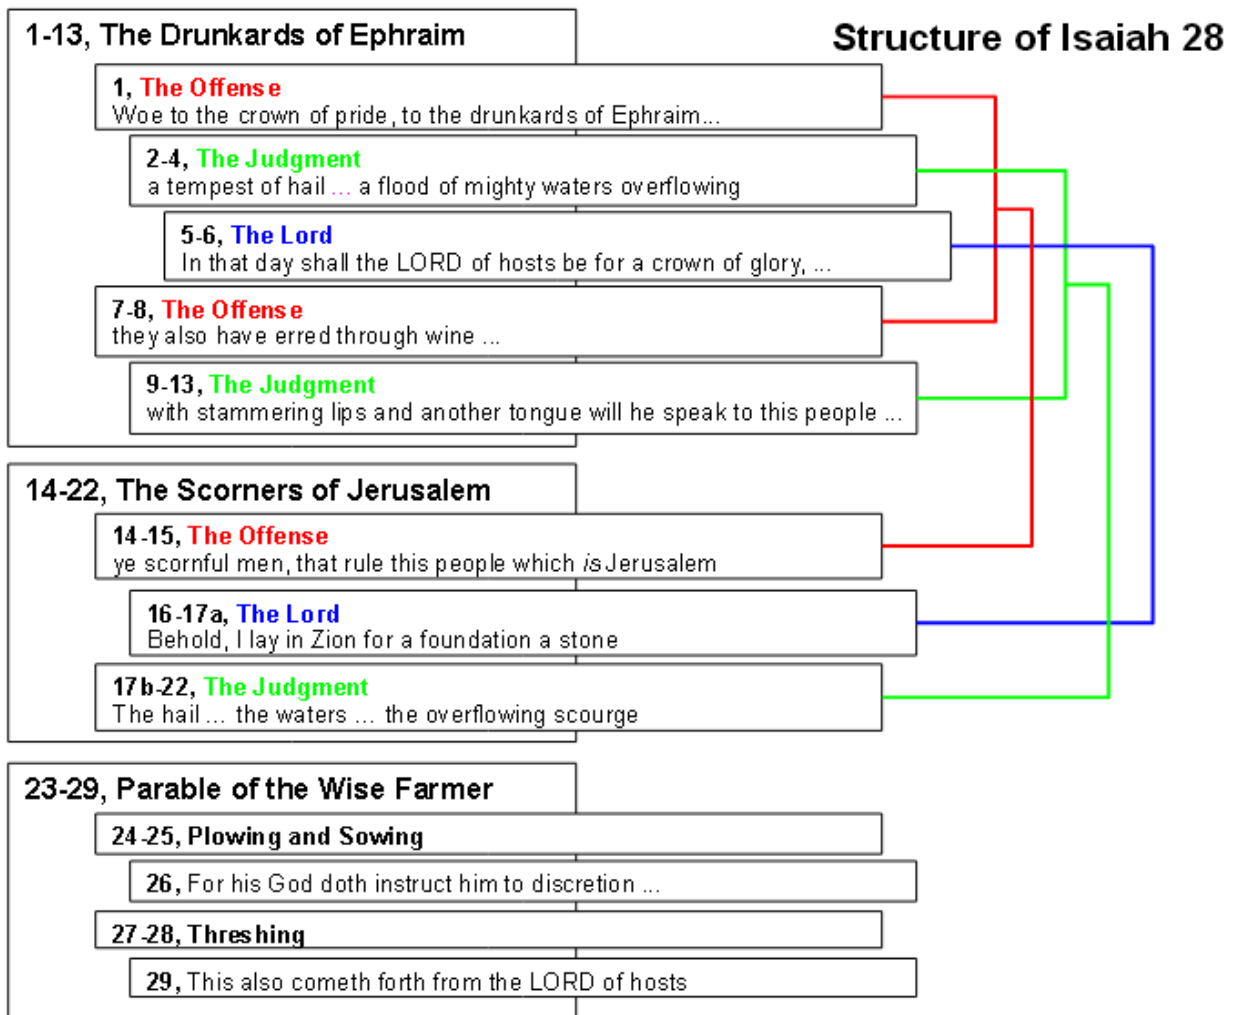 Structure of Isaiah 28
1-13, The Drunkards of Ephraim
1, The Offense
Woe to the crown of pride, to the drunkards of Ephraim...
2-4, The Judgment
a tempest of hail ... a flood of mighty waters overflowing
5-6, The Lord
In that day shall the LORD of hosts be for a crown of glory, ...
7-8, The Offense
they also have erred through wine ...
9-13, The Judgment
with stammering lips and another tongue will he speak to this people ...
14-22, The Scorners of Jerusalem
14-15, The Offense
ye scornful men, that rule this people which is Jerusalem
16-17a, The Lord
Behold, I lay in Zion for a foundation a stone
17b-22, The Judgment
The hail ... the waters ... the overflowing scourge
23-29, Parable of the Wise Farmer
24-25, Plowing and Sowing
26, For his God doth instruct him to discretion ...
27-28, Threshing
29, This also cometh forth from the LORD of hosts